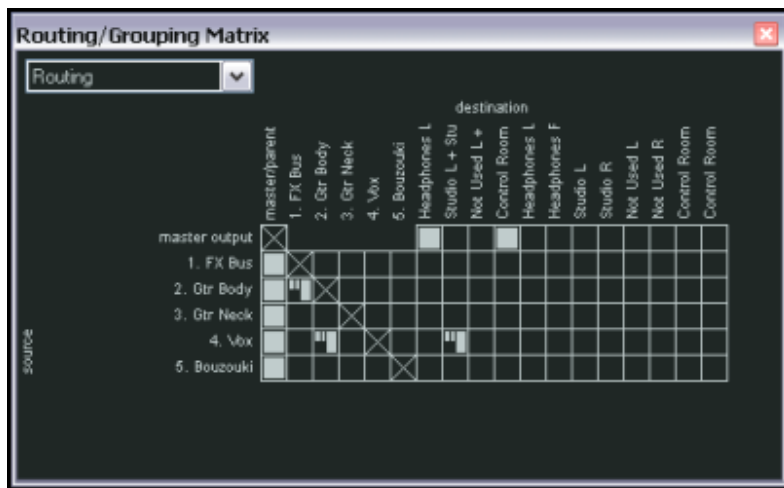 Routing/Grouping Matrix
Routing
destination
master/parent
1. FX Bus
2. Gtr Body
3. Gtr Neck
4. Vox
5. Bouzouki
Headphones L
Studio L + Stu
Not Used L +
Control Room
Headphones L
Headphones F
Studio L
Studio R
Not Used L
Not Used R
Control Room
Control Room
source
master output
1. FX Bus
2. Gtr Body
3. Gtr Neck
4. Vox
5. Bouzouki